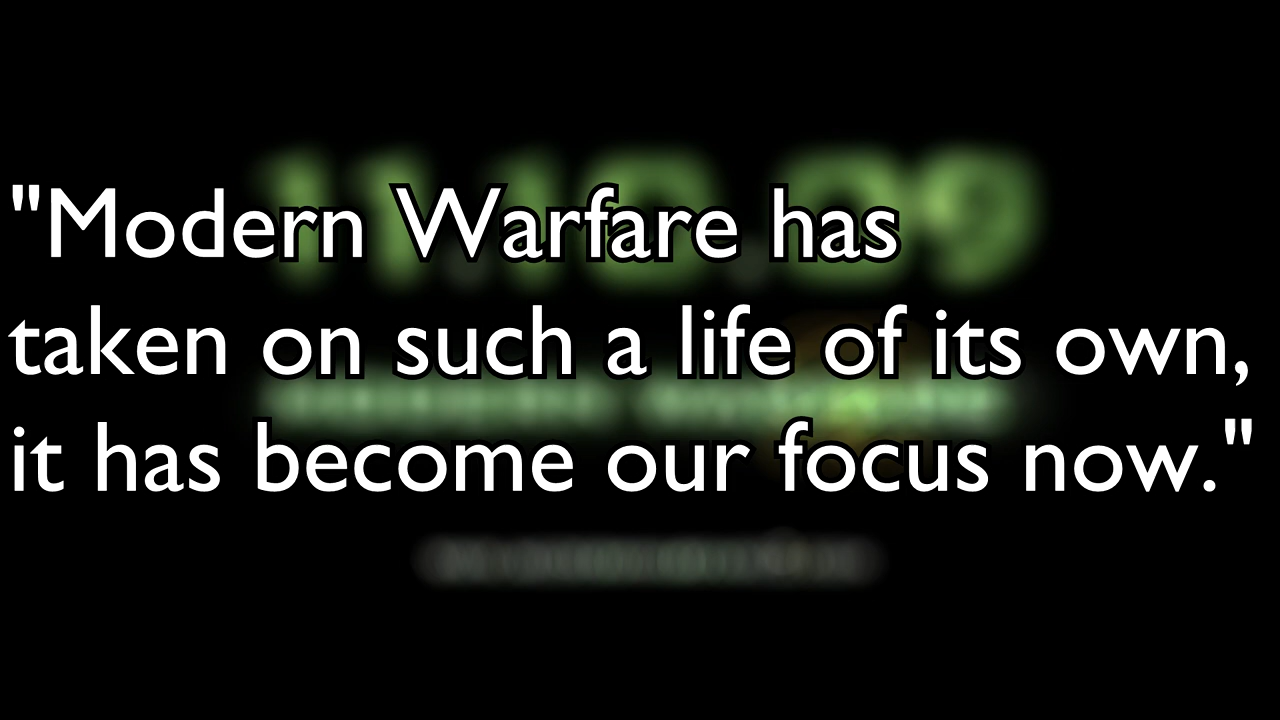 "Modern Warfare has
taken on such a life of its own,
it has become our focus now."